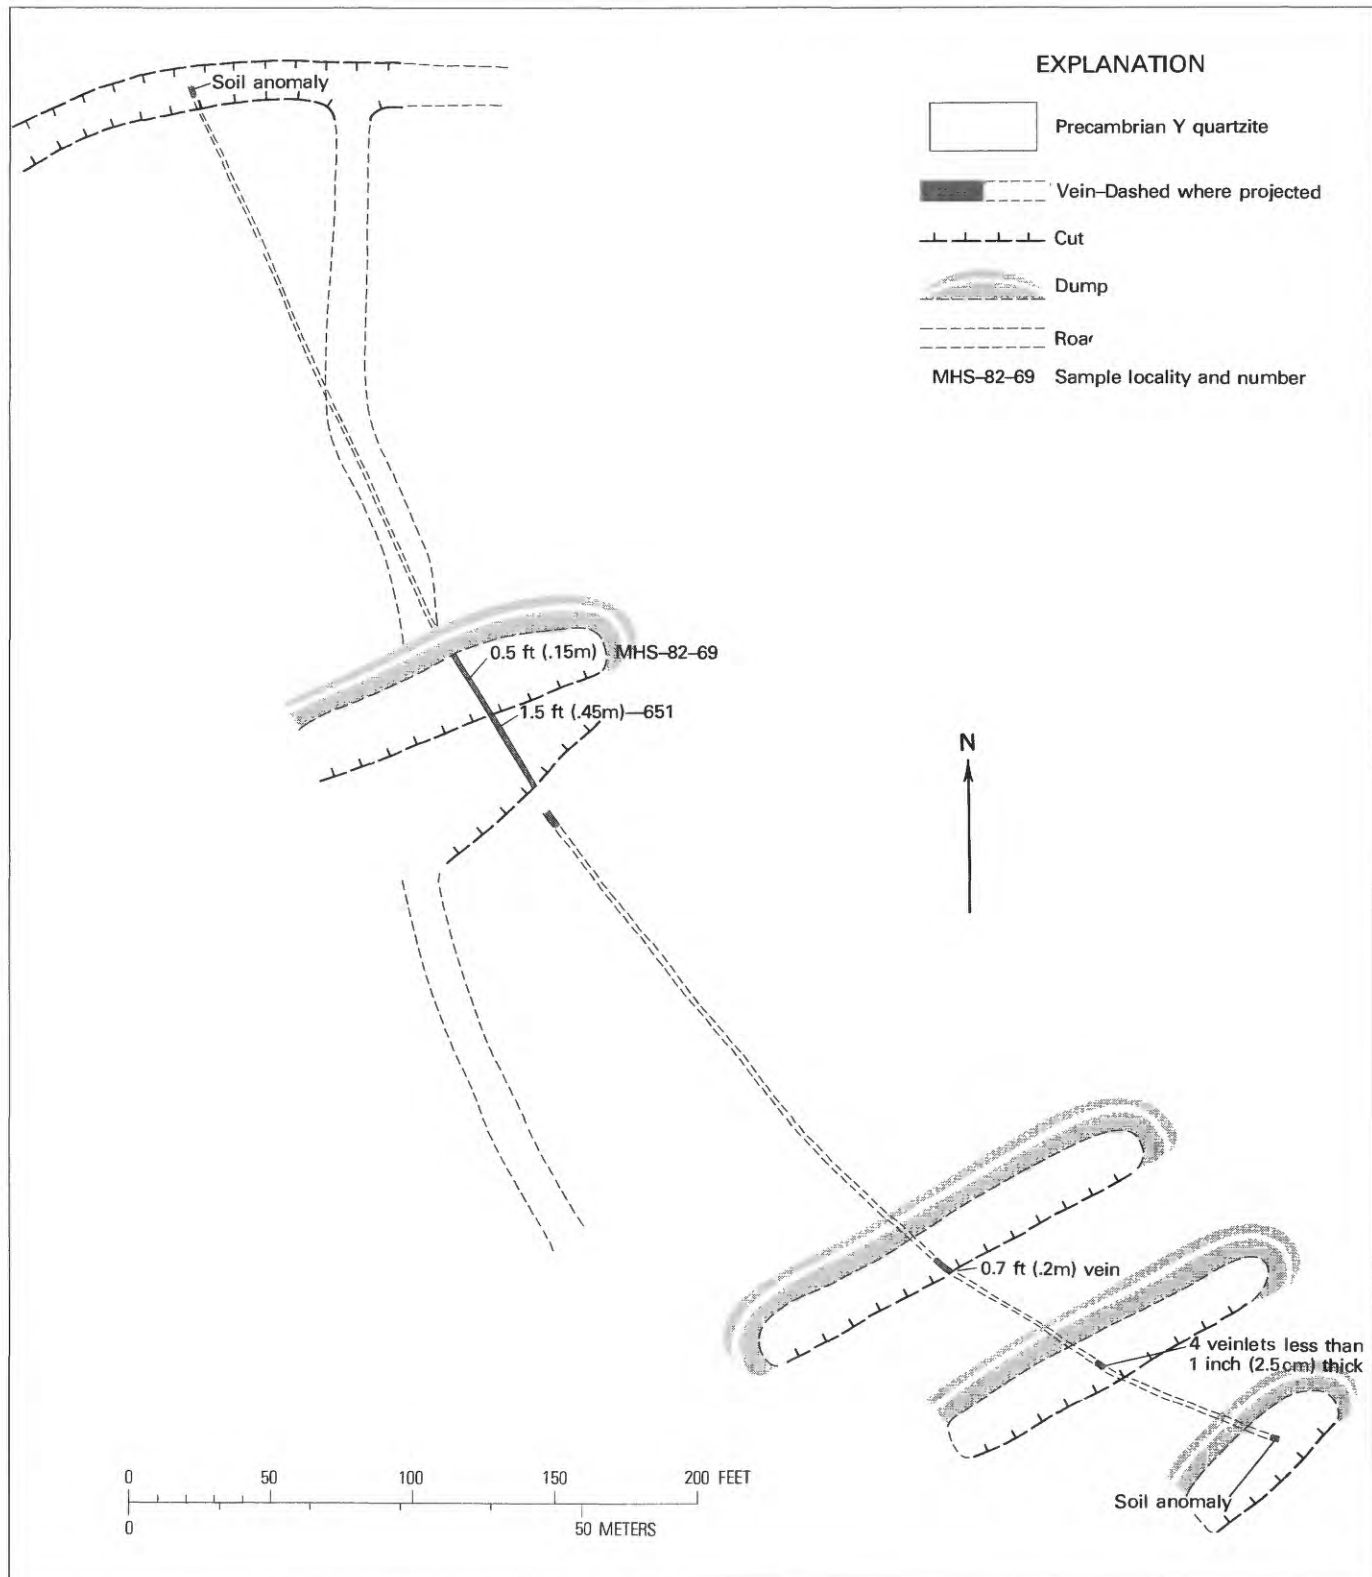 EXPLANATION
Precambrian Y quartzite
Vein–Dashed where projected
Cut
Dump
MHS–82–69 Sample locality and number
Soil anomaly
0.5 ft (.15m) MHS–82–69
1.5 ft (.45m)—651
N
0.7 ft (.2m) vein
4 veinlets less than
1 inch (2.5cm) thick
Soil anomaly
0 50 100 150 200 FEET
0 50 METERS